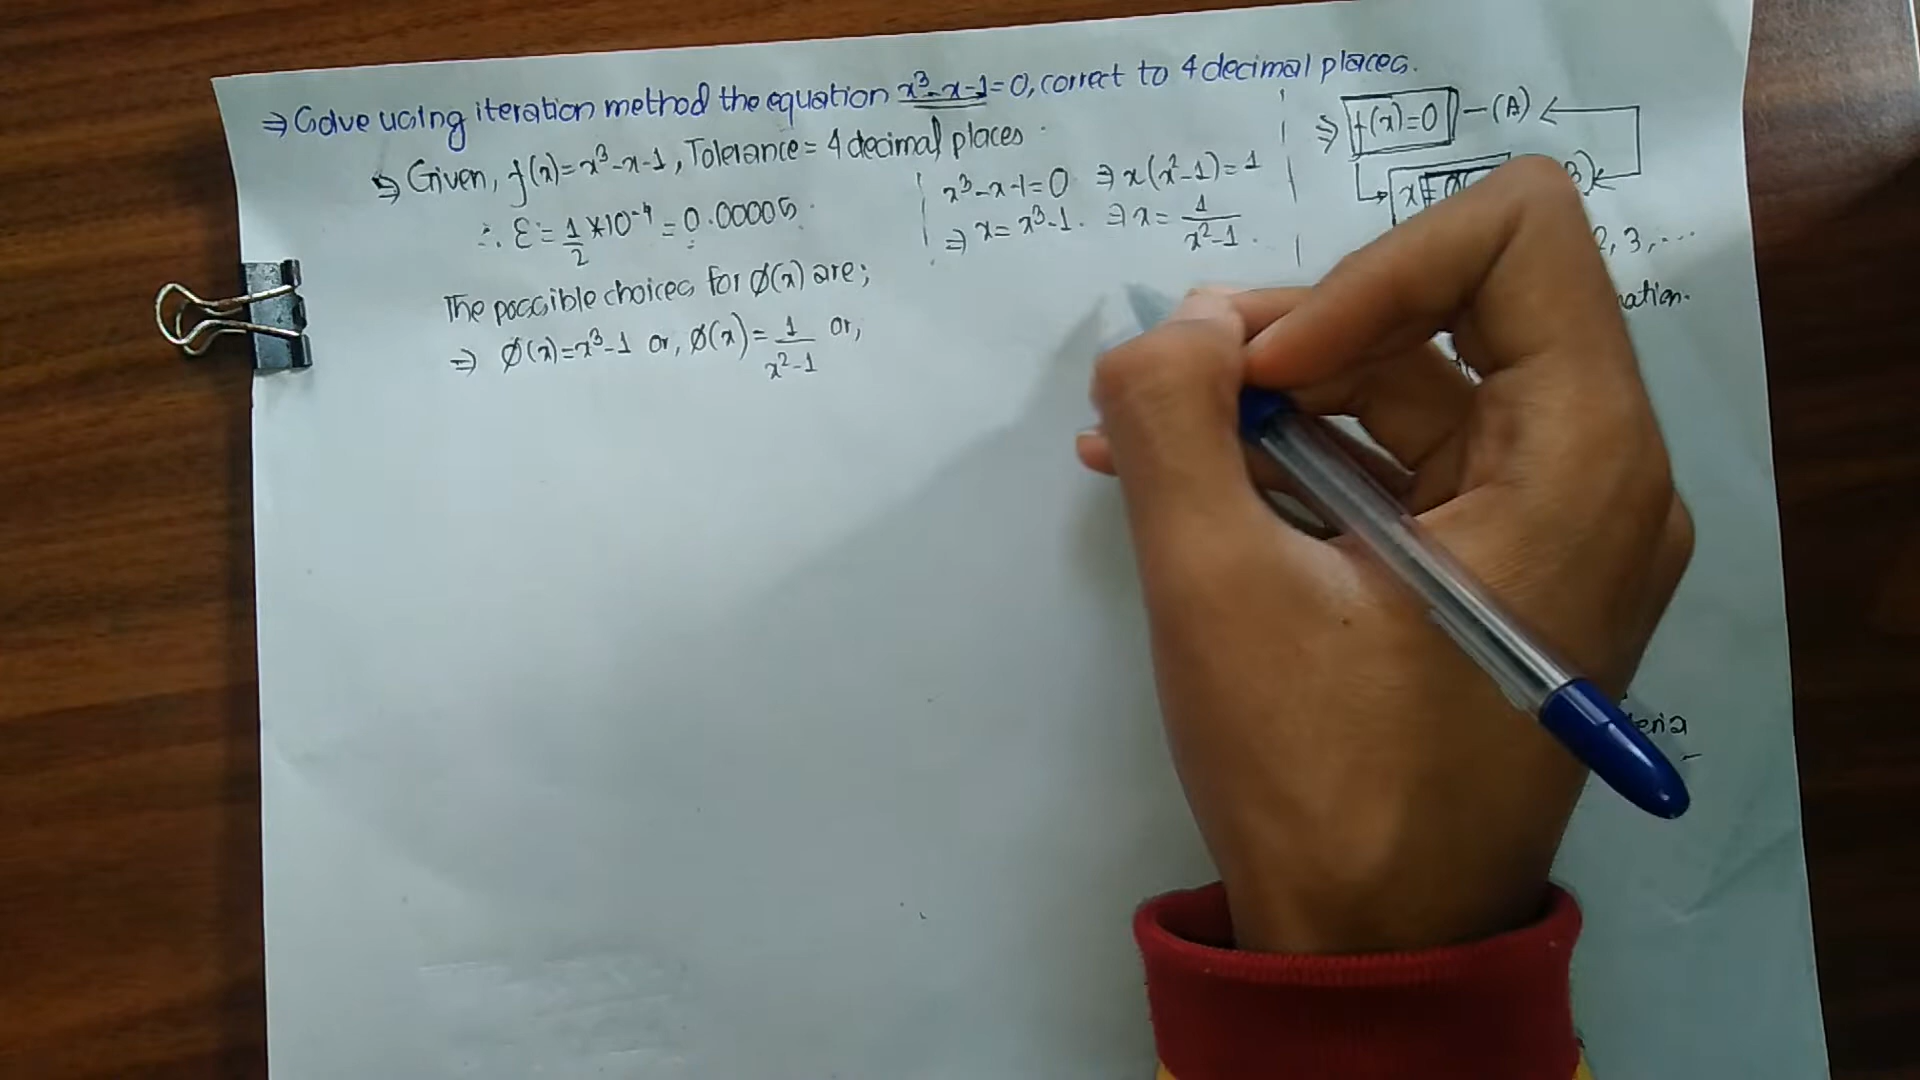 ⇒ Solve using iteration method the equation x³-x-1=0, correct to 4 decimal places.
⇒ Given, f(x)=x³-x-1, Tolerance = 4 decimal places.
∴ ε = 1/2 *10⁻⁴ = 0.00005.
The possible choices for Ø(x) are;
⇒ Ø(x)=x³-1 or, Ø(x)= 1/(x²-1) or,
x³-x-1=0 ⇒ x(x²-1)=1
⇒ x=x³-1. ⇒ x= 1/(x²-1).
⇒ f(x)=0 -(A)
2, 3, ...